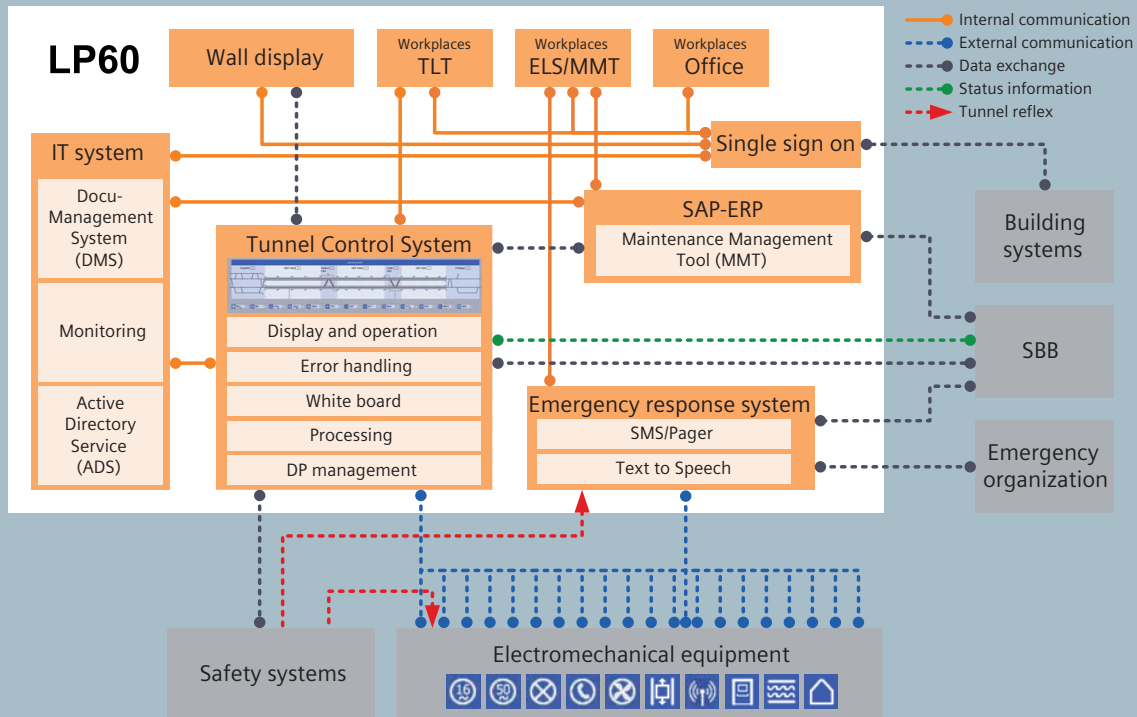 LP60
Wall display
Workplaces
TLT
Workplaces
ELS/MMT
Workplaces
Office
Internal communication
External communication
Data exchange
Status information
Tunnel reflex
IT system
Docu-
Management
System
(DMS)
Monitoring
Active
Directory
Service
(ADS)
Single sign on
SAP-ERP
Maintenance Management
Tool (MMT)
Tunnel Control System
Display and operation
Error handling
White board
Processing
DP management
Emergency response system
SMS/Pager
Text to Speech
Building
systems
SBB
Emergency
organization
Safety systems
Electromechanical equipment
16
50